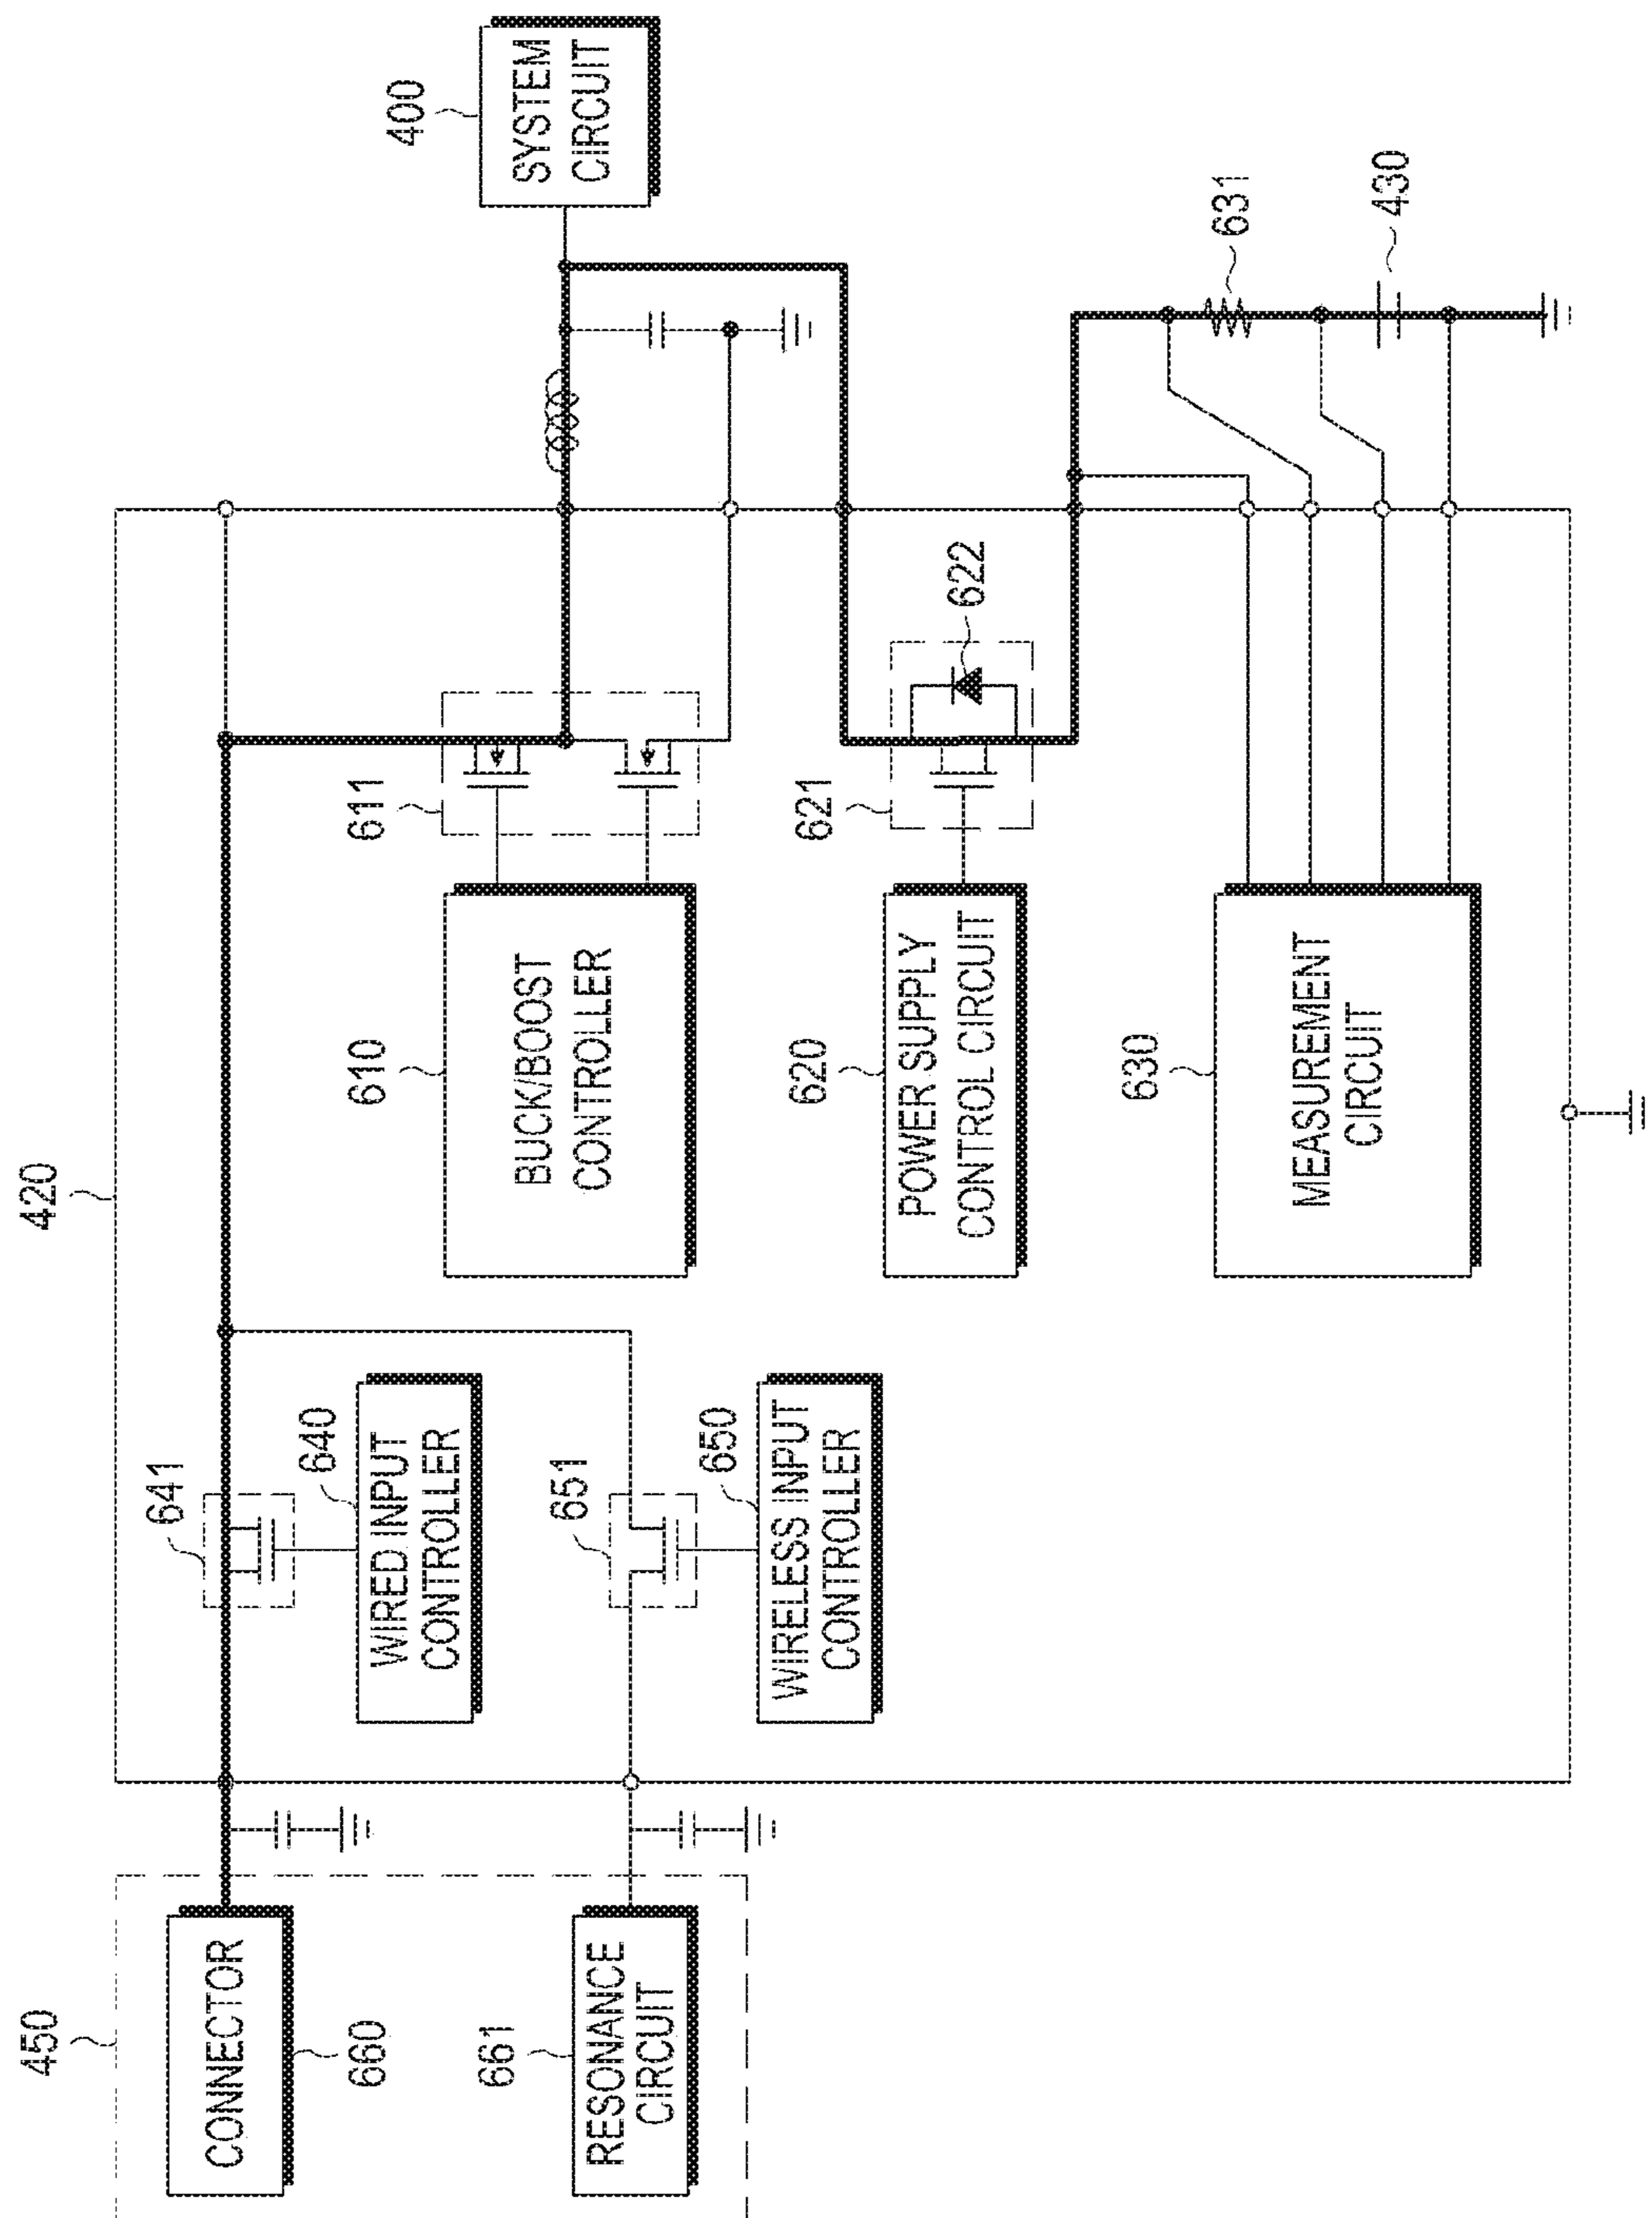 450
CONNECTOR
660
661
RESONANCE
CIRCUIT
420
641
640
WIRED INPUT
CONTROLLER
651
650
WIRELESS INPUT
CONTROLLER
610
BUCK/BOOST
CONTROLLER
611
620
POWER SUPPLY
CONTROL CIRCUIT
621
622
630
MEASUREMENT
CIRCUIT
400
SYSTEM
CIRCUIT
631
430